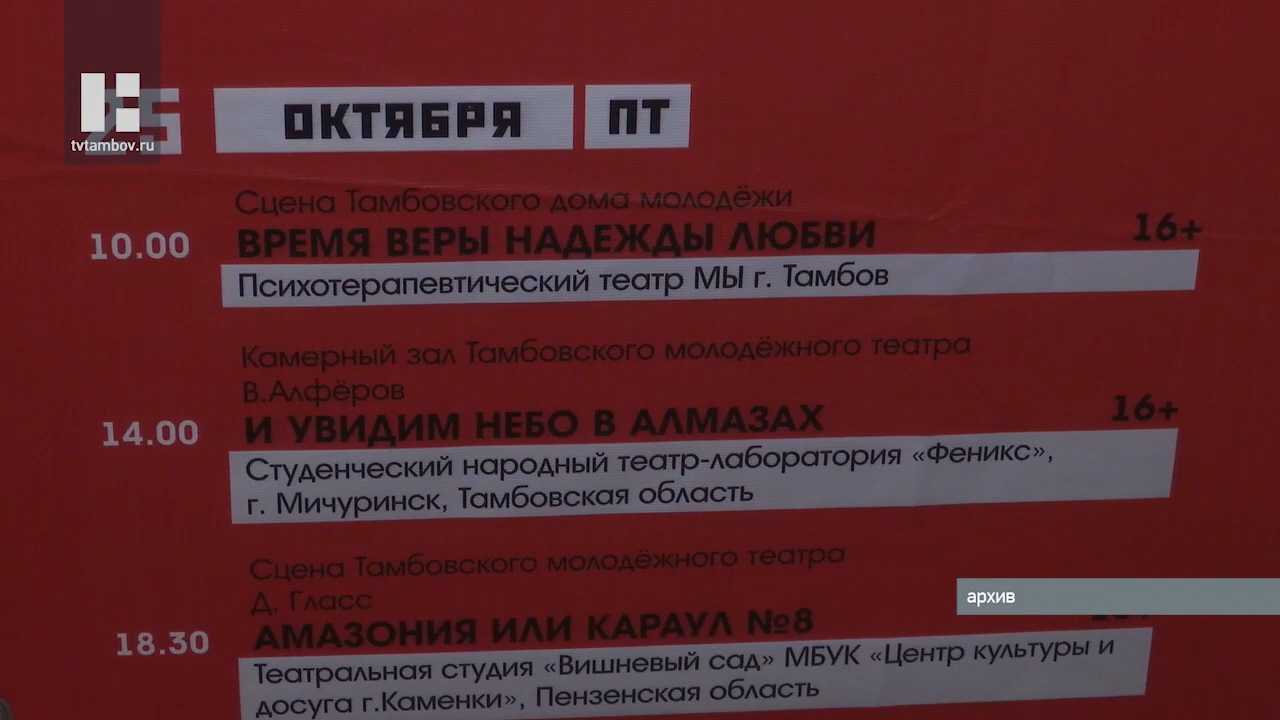 25 ОКТЯБРЯ ПТ
tvtambov.ru
Сцена Тамбовского дома молодёжи
10.00 ВРЕМЯ ВЕРЫ НАДЕЖДЫ ЛЮБВИ 16+
Психотерапевтический театр МЫ г. Тамбов
Камерный зал Тамбовского молодёжного театра
В.Алфёров
14.00 И УВИДИМ НЕБО В АЛМАЗАХ 16+
Студенческий народный театр-лаборатория «Феникс»,
г. Мичуринск, Тамбовская область
Сцена Тамбовского молодёжного театра
Д. Гласс
архив
18.30 АМАЗОНИЯ ИЛИ КАРАУЛ №8
Театральная студия «Вишневый сад» МБУК «Центр культуры и
досуга г.Каменки», Пензенская область